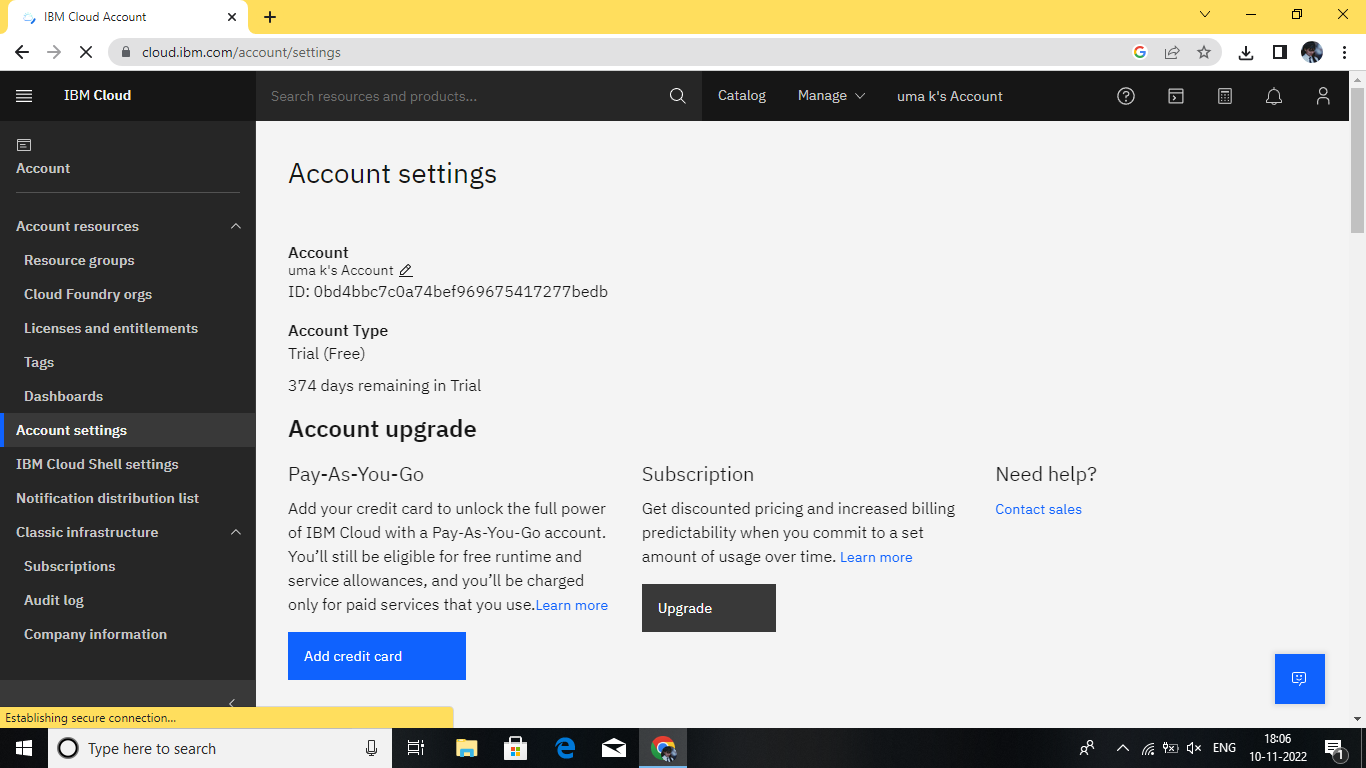 IBM Cloud Account
cloud.ibm.com/account/settings
IBM Cloud
Search resources and products...
Catalog
Manage
uma k's Account
Account
Account resources
Resource groups
Cloud Foundry orgs
Licenses and entitlements
Tags
Dashboards
Account settings
IBM Cloud Shell settings
Notification distribution list
Classic infrastructure
Subscriptions
Audit log
Company information
Account settings
Account
uma k's Account
ID: 0bd4bbc7c0a74bef969675417277bedb
Account Type
Trial (Free)
374 days remaining in Trial
Account upgrade
Pay-As-You-Go
Add your credit card to unlock the full power
of IBM Cloud with a Pay-As-You-Go account.
You’ll still be eligible for free runtime and
service allowances, and you’ll be charged
only for paid services that you use.Learn more
Add credit card
Subscription
Get discounted pricing and increased billing
predictability when you commit to a set
amount of usage over time. Learn more
Upgrade
Need help?
Contact sales
Establishing secure connection...
Type here to search
ENG
18:06
10-11-2022
1